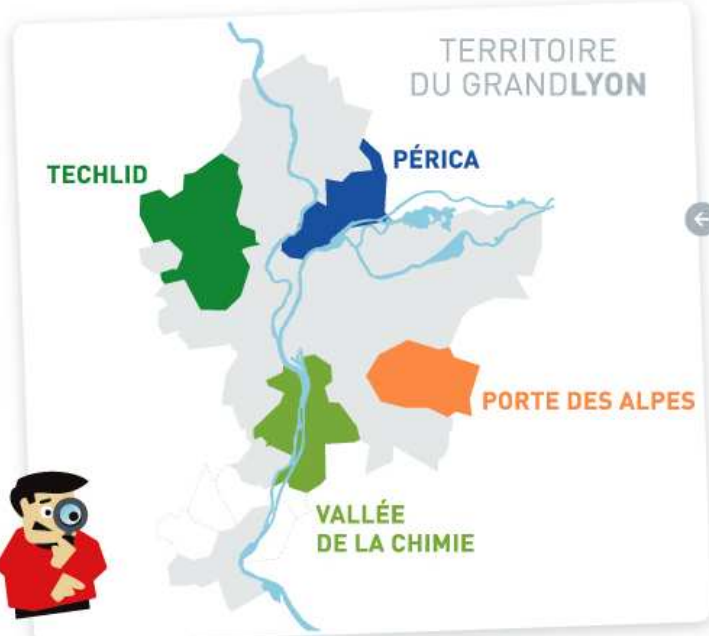 TERRITOIRE
DU GRANDLYON
TECHLID
PÉRICA
PORTE DES ALPES
VALLÉE
DE LA CHIMIE